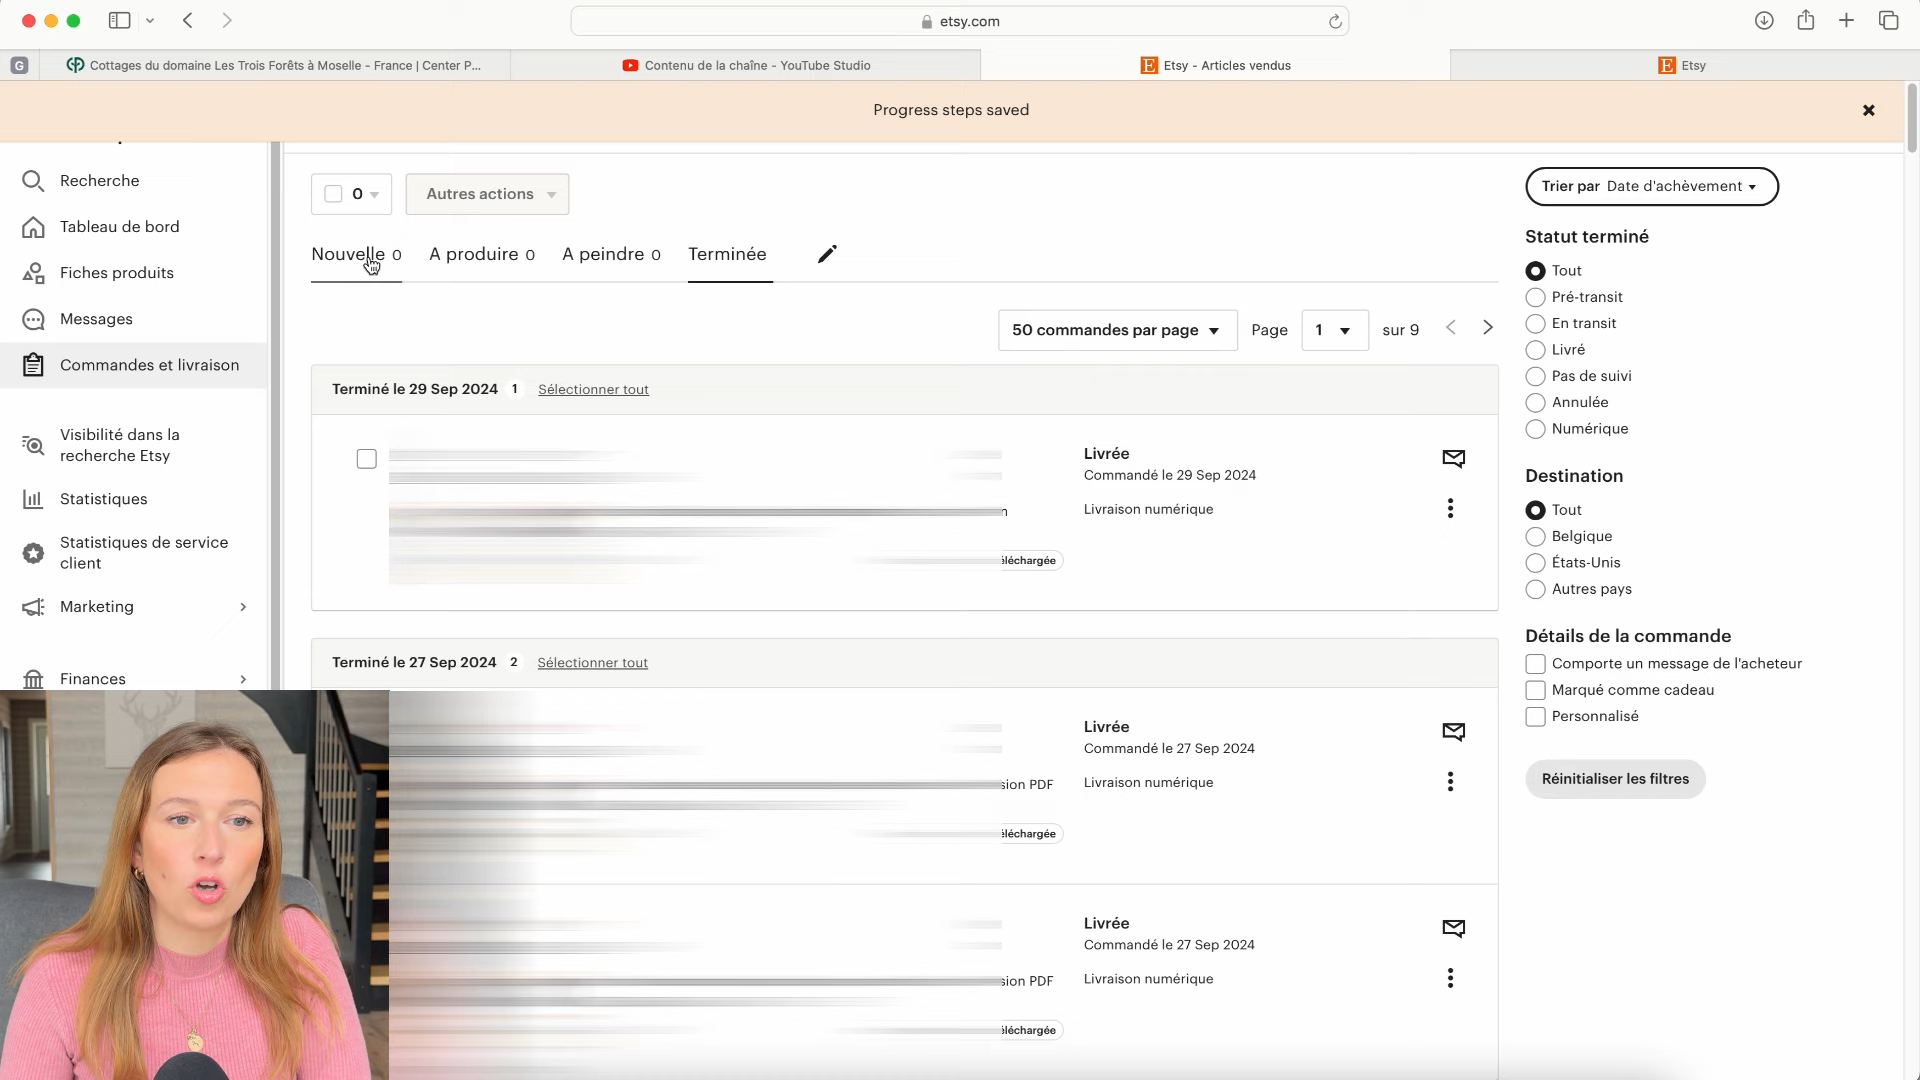 etsy.com
G
Cottages du domaine Les Trois Forêts à Moselle - France | Center P...
Contenu de la chaîne - YouTube Studio
E Etsy - Articles vendus
E Etsy
Progress steps saved
Recherche
Tableau de bord
Fiches produits
Messages
Commandes et livraison
Visibilité dans la
recherche Etsy
Statistiques
Statistiques de service
client
Marketing
Finances
0
Autres actions
Nouvelle 0
A produire 0
A peindre 0
Terminée
50 commandes par page
Page
1
sur 9
Terminé le 29 Sep 2024 1 Sélectionner tout
Livrée
Commandé le 29 Sep 2024
Livraison numérique
n
éléchargée
Terminé le 27 Sep 2024 2 Sélectionner tout
Livrée
Commandé le 27 Sep 2024
Livraison numérique
sion PDF
éléchargée
Livrée
Commandé le 27 Sep 2024
Livraison numérique
sion PDF
éléchargée
Trier par Date d'achèvement
Statut terminé
Tout
Pré-transit
En transit
Livré
Pas de suivi
Annulée
Numérique
Destination
Tout
Belgique
États-Unis
Autres pays
Détails de la commande
Comporte un message de l'acheteur
Marqué comme cadeau
Personnalisé
Réinitialiser les filtres